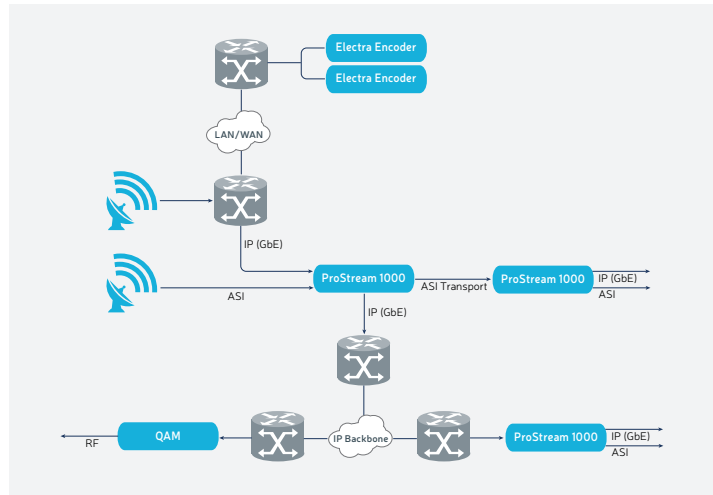 Electra Encoder
Electra Encoder
LAN/WAN
IP (GbE)
ProStream 1000
ASI Transport
ProStream 1000
IP (GbE)
ASI
ASI
IP (GbE)
RF
QAM
IP Backbone
ProStream 1000
IP (GbE)
ASI